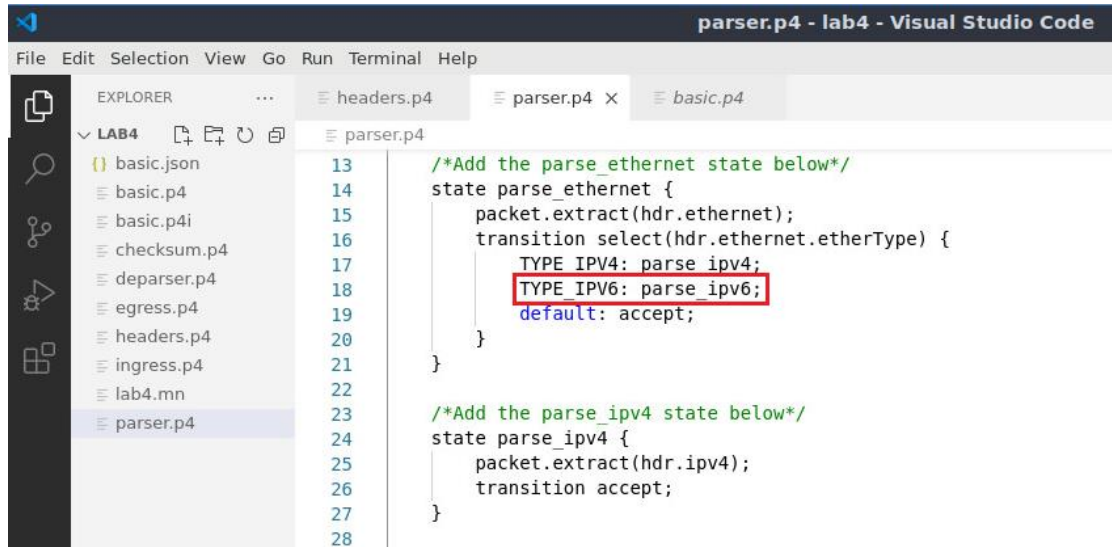 parser.p4 - lab4 - Visual Studio Code
File Edit Selection View Go Run Terminal Help
EXPLORER ...
headers.p4 parser.p4 × basic.p4
LAB4
parser.p4
{} basic.json
basic.p4
basic.p4i
checksum.p4
deparser.p4
egress.p4
headers.p4
ingress.p4
lab4.mn
parser.p4
13 /*Add the parse_ethernet state below*/
14 state parse_ethernet {
15 packet.extract(hdr.ethernet);
16 transition select(hdr.ethernet.etherType) {
17 TYPE_IPV4: parse_ipv4;
18 TYPE_IPV6: parse_ipv6;
19 default: accept;
20 }
21 }
22
23 /*Add the parse_ipv4 state below*/
24 state parse_ipv4 {
25 packet.extract(hdr.ipv4);
26 transition accept;
27 }
28